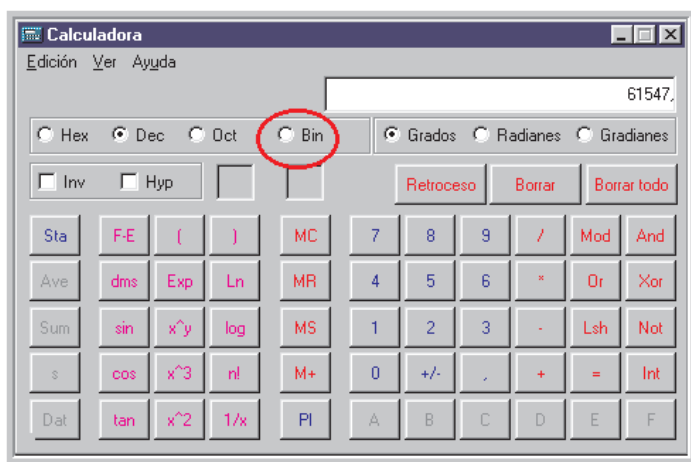 Calculadora
Edición Ver Ayuda
61547,
Hex Dec Oct Bin Grados Radianes Gradianes
Inv Hyp Retroceso Borrar Borrar todo
Sta F-E ( ) MC 7 8 9 / Mod And
Ave dms Exp Ln MR 4 5 6 * Or Xor
Sum sin x^y log MS 1 2 3 - Lsh Not
s cos x^3 n! M+ 0 +/- , + = Int
Dat tan x^2 1/x PI A B C D E F